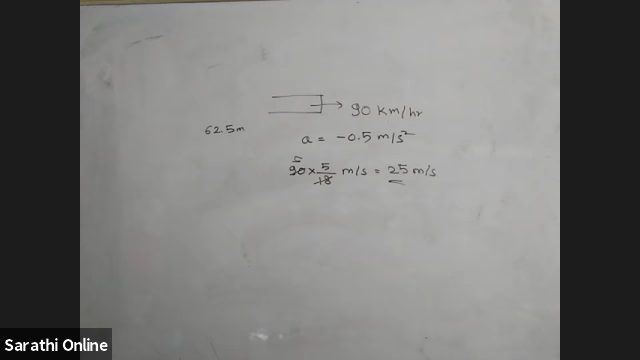 90 km/hr
62.5m
a = -0.5 m/s²
5
90 × 5/18 m/s = 25 m/s
Sarathi Online